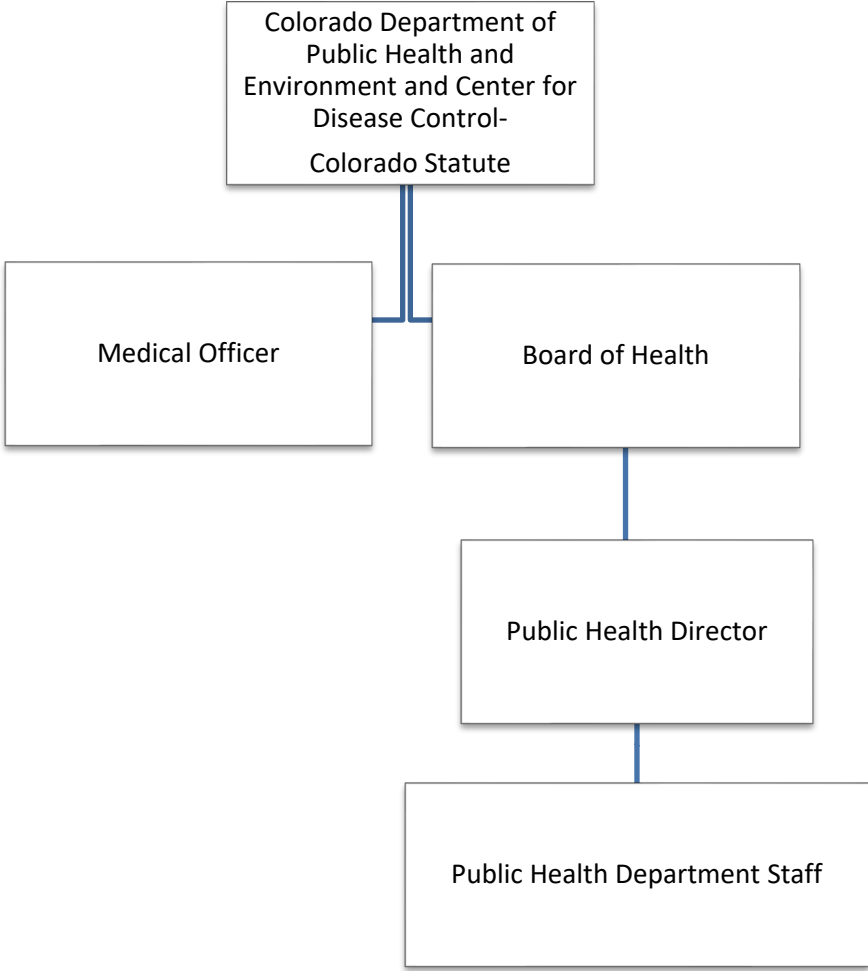 Colorado Department of
Public Health and
Environment and Center for
Disease Control-
Colorado Statute
Medical Officer
Board of Health
Public Health Director
Public Health Department Staff